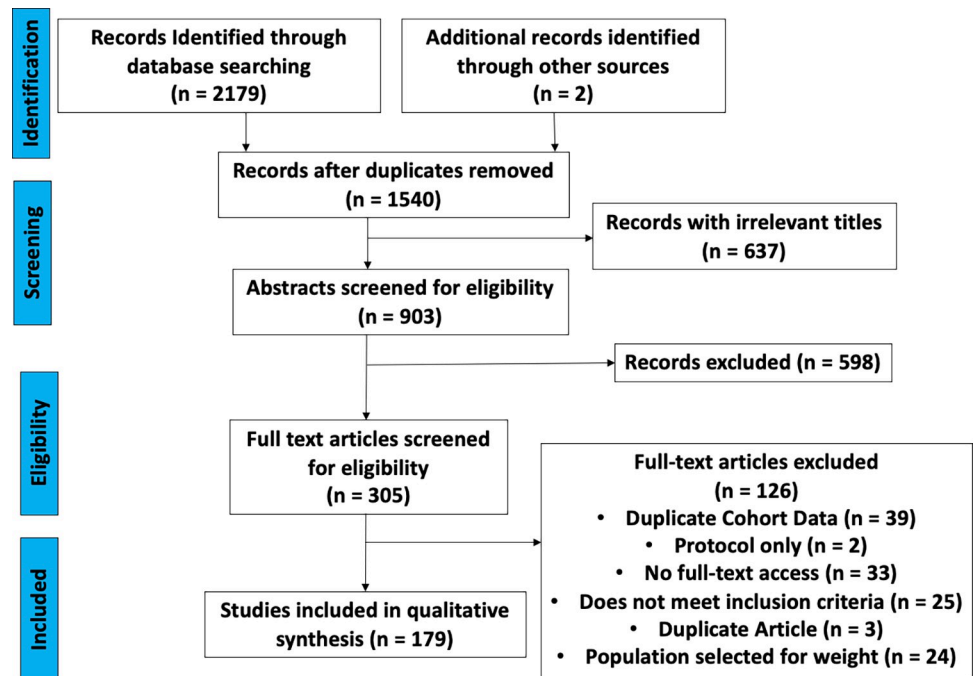 Identification
Records Identified through
database searching
(n = 2179)
Additional records identified
through other sources
(n = 2)
Records after duplicates removed
(n = 1540)
Screening
Records with irrelevant titles
(n = 637)
Abstracts screened for eligibility
(n = 903)
Records excluded (n = 598)
Eligibility
Full text articles screened
for eligibility
(n = 305)
Full-text articles excluded
(n = 126)
• Duplicate Cohort Data (n = 39)
• Protocol only (n = 2)
• No full-text access (n = 33)
• Does not meet inclusion criteria (n = 25)
• Duplicate Article (n = 3)
• Population selected for weight (n = 24)
Included
Studies included in qualitative
synthesis (n = 179)